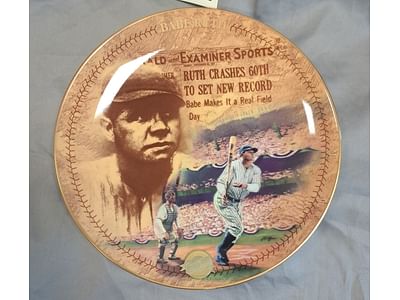 BABE RUTH
ALD AND EXAMINER SPORTS
RUTH CRASHES 60TH
TO SET NEW RECORD
Babe Makes It a Real Field
Day